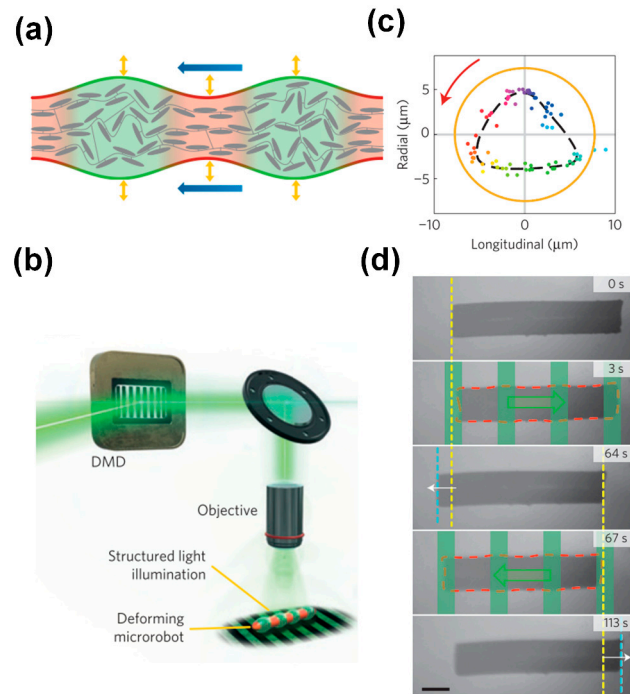 (a)
(c)
5
0
-5
-10
0
10
Radial (μm)
Longitudinal (μm)
(b)
DMD
Objective
Structured light
illumination
Deforming
microrobot
(d)
0 s
3 s
64 s
67 s
113 s